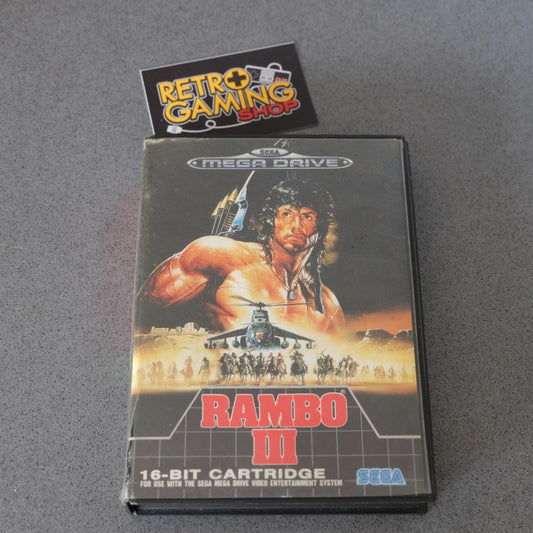 RETRO
GAMING
SHOP
SEGA
MEGA DRIVE
RAMBO
III
16-BIT CARTRIDGE
FOR USE WITH THE SEGA MEGA DRIVE VIDEO ENTERTAINMENT SYSTEM
SEGA